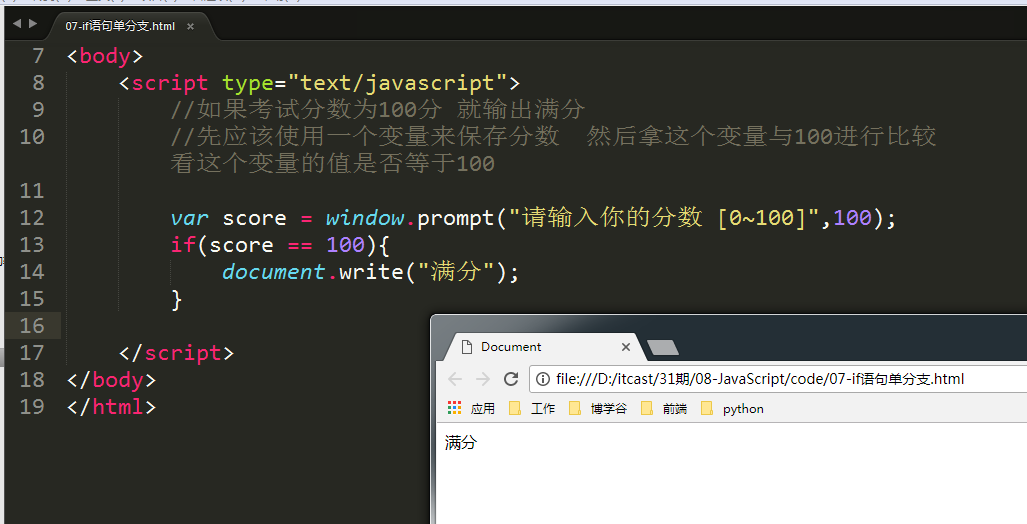 07-if语句单分支.html ×
7 <body>
8 <script type="text/javascript">
9 //如果考试分数为100分 就输出满分
10 //先应该使用一个变量来保存分数 然后拿这个变量与100进行比较
看这个变量的值是否等于100
11
12 var score = window.prompt("请输入你的分数 [0~100]",100);
13 if(score == 100){
14 document.write("满分");
15 }
16
17 </script>
18 </body>
19 </html>
Document ×
file:///D:/itcast/31期/08-JavaScript/code/07-if语句单分支.html
应用 工作 博学谷 前端 python
满分